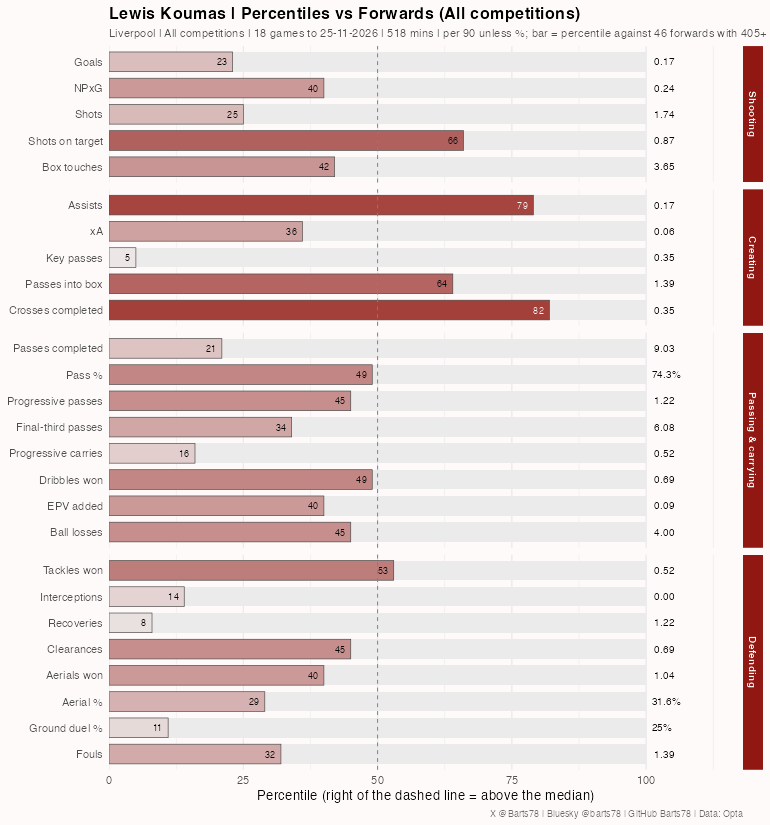 Lewis Koumas | Percentiles vs Forwards (All competitions)
Liverpool | All competitions | 18 games to 25-11-2026 | 518 mins | per 90 unless %; bar = percentile against 46 forwards with 405+
Goals 23 0.17
NPxG 40 0.24
Shots 25 1.74
Shots on target 66 0.87
Box touches 42 3.65
Shooting
Assists 79 0.17
xA 36 0.06
Key passes 5 0.35
Passes into box 64 1.39
Crosses completed 82 0.35
Creating
Passes completed 21 9.03
Pass % 49 74.3%
Progressive passes 45 1.22
Final-third passes 34 6.08
Progressive carries 16 0.52
Dribbles won 49 0.69
EPV added 40 0.09
Ball losses 45 4.00
Passing & carrying
Tackles won 53 0.52
Interceptions 14 0.00
Recoveries 8 1.22
Clearances 45 0.69
Aerials won 40 1.04
Aerial % 29 31.6%
Ground duel % 11 25%
Fouls 32 1.39
Defending
0 25 50 75 100
Percentile (right of the dashed line = above the median)
X @Barts78 | Bluesky @barts78 | GitHub Barts78 | Data: Opta